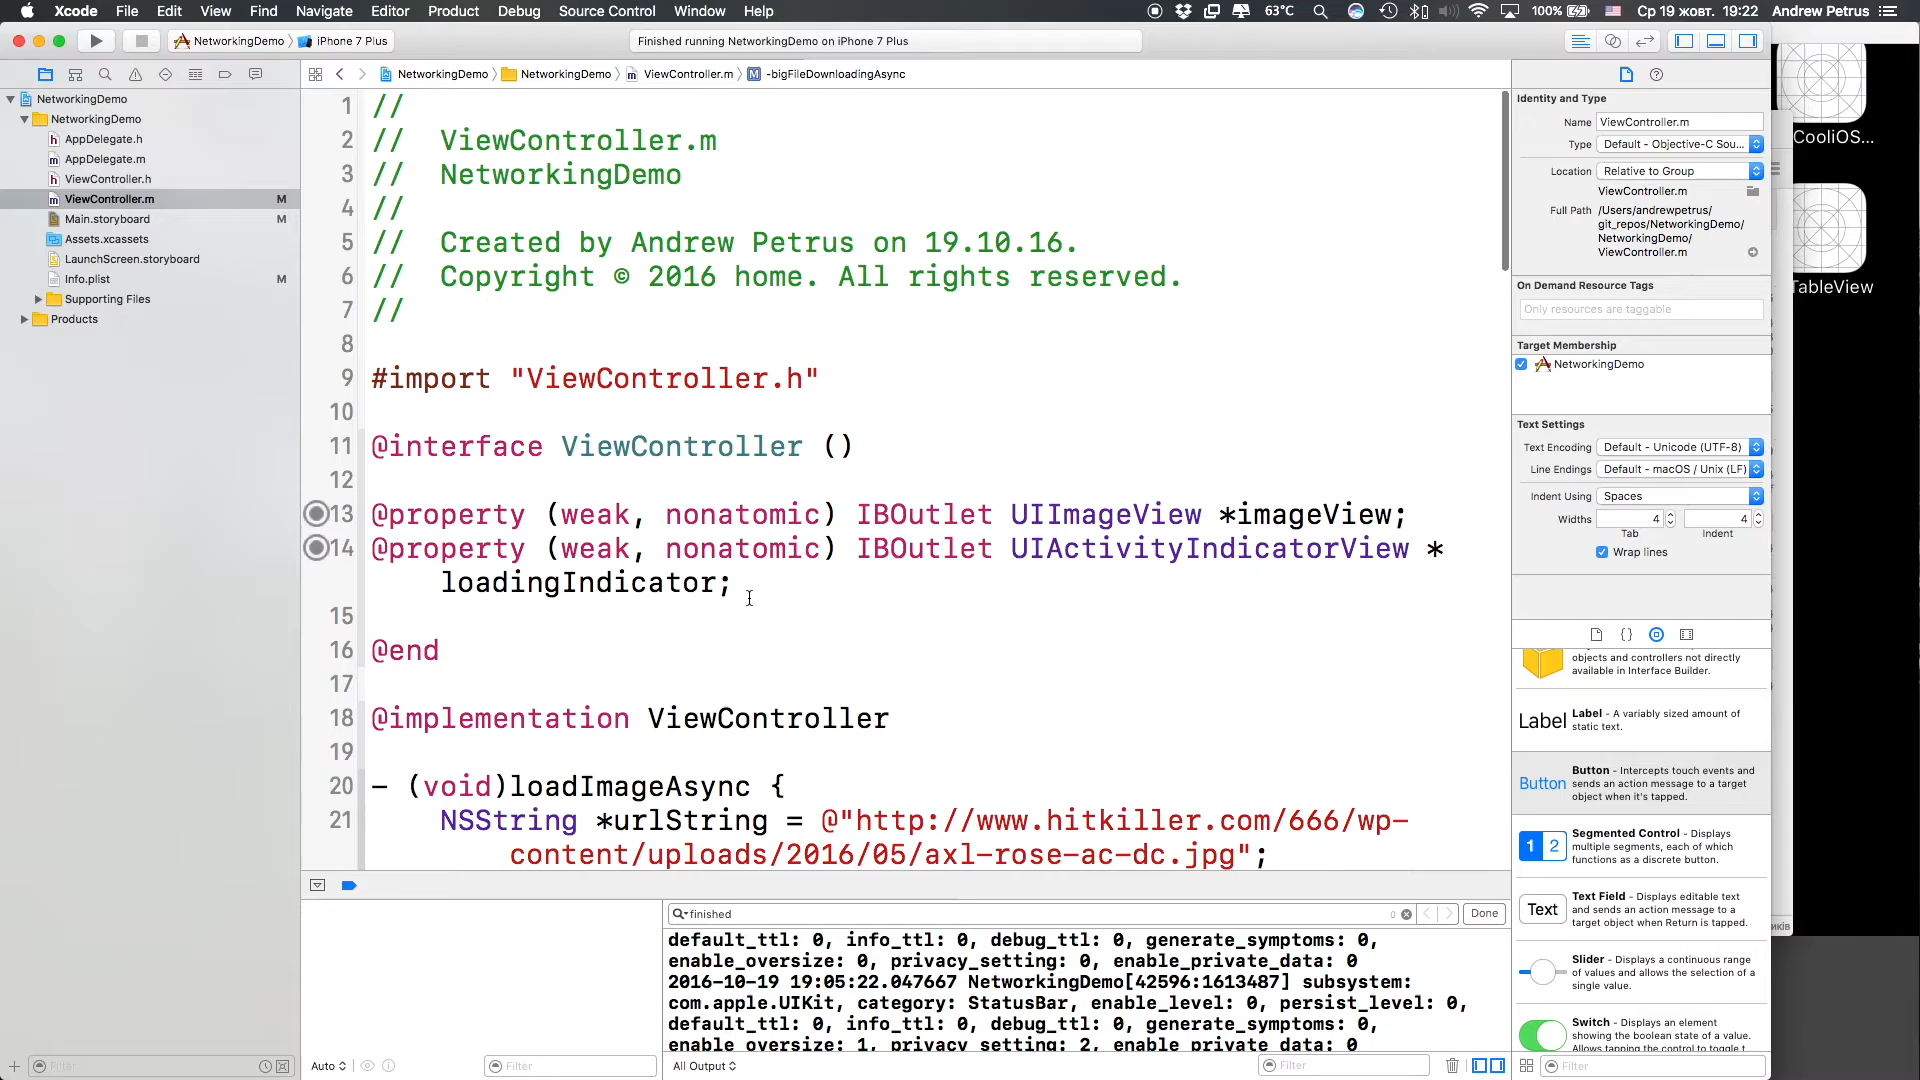 Xcode File Edit View Find Navigate Editor Product Debug Source Control Window Help
63°C 100% Ср 19 жовт. 19:22 Andrew Petrus
NetworkingDemo iPhone 7 Plus
Finished running NetworkingDemo on iPhone 7 Plus
NetworkingDemo NetworkingDemo ViewController.m -bigFileDownloadingAsync
NetworkingDemo
NetworkingDemo
AppDelegate.h
AppDelegate.m
ViewController.h
ViewController.m M
Main.storyboard M
Assets.xcassets
LaunchScreen.storyboard
Info.plist M
Supporting Files
Products
Filter
1 //
2 // ViewController.m
3 // NetworkingDemo
4 //
5 // Created by Andrew Petrus on 19.10.16.
6 // Copyright © 2016 home. All rights reserved.
7 //
8
9 #import "ViewController.h"
10
11 @interface ViewController ()
12
13 @property (weak, nonatomic) IBOutlet UIImageView *imageView;
14 @property (weak, nonatomic) IBOutlet UIActivityIndicatorView *
loadingIndicator;
15
16 @end
17
18 @implementation ViewController
19
20 - (void)loadImageAsync {
21 NSString *urlString = @"http://www.hitkiller.com/666/wp-
content/uploads/2016/05/axl-rose-ac-dc.jpg";
finished 0 Done
default_ttl: 0, info_ttl: 0, debug_ttl: 0, generate_symptoms: 0,
enable_oversize: 0, privacy_setting: 0, enable_private_data: 0
2016-10-19 19:05:22.047667 NetworkingDemo[42596:1613487] subsystem:
com.apple.UIKit, category: StatusBar, enable_level: 0, persist_level: 0,
default_ttl: 0, info_ttl: 0, debug_ttl: 0, generate_symptoms: 0,
enable_oversize: 1, privacy_setting: 2, enable_private_data: 0
Auto Filter All Output Filter
Identity and Type
Name ViewController.m
Type Default - Objective-C Sou...
Location Relative to Group
ViewController.m
Full Path /Users/andrewpetrus/
git_repos/NetworkingDemo/
NetworkingDemo/
ViewController.m
On Demand Resource Tags
Only resources are taggable
Target Membership
NetworkingDemo
Text Settings
Text Encoding Default - Unicode (UTF-8)
Line Endings Default - macOS / Unix (LF)
Indent Using Spaces
Widths 4 4
Tab Indent
Wrap lines
objects and controllers not directly
available in Interface Builder.
Label Label - A variably sized amount of
static text.
Button Button - Intercepts touch events and
sends an action message to a target
object when it's tapped.
1 2 Segmented Control - Displays
multiple segments, each of which
functions as a discrete button.
Text Text Field - Displays editable text
and sends an action message to a
target object when Return is tapped.
Slider - Displays a continuous range
of values and allows the selection of a
single value.
Switch - Displays an element
showing the boolean state of a value.
Allows tapping the control to toggle t...
Filter
CooliOS...
TableView